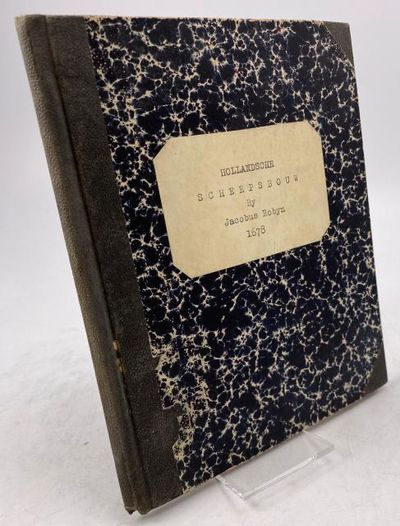 HOLLANDSCHE
SCHEEPSBOUW
By
Jacobus Robyn
1678